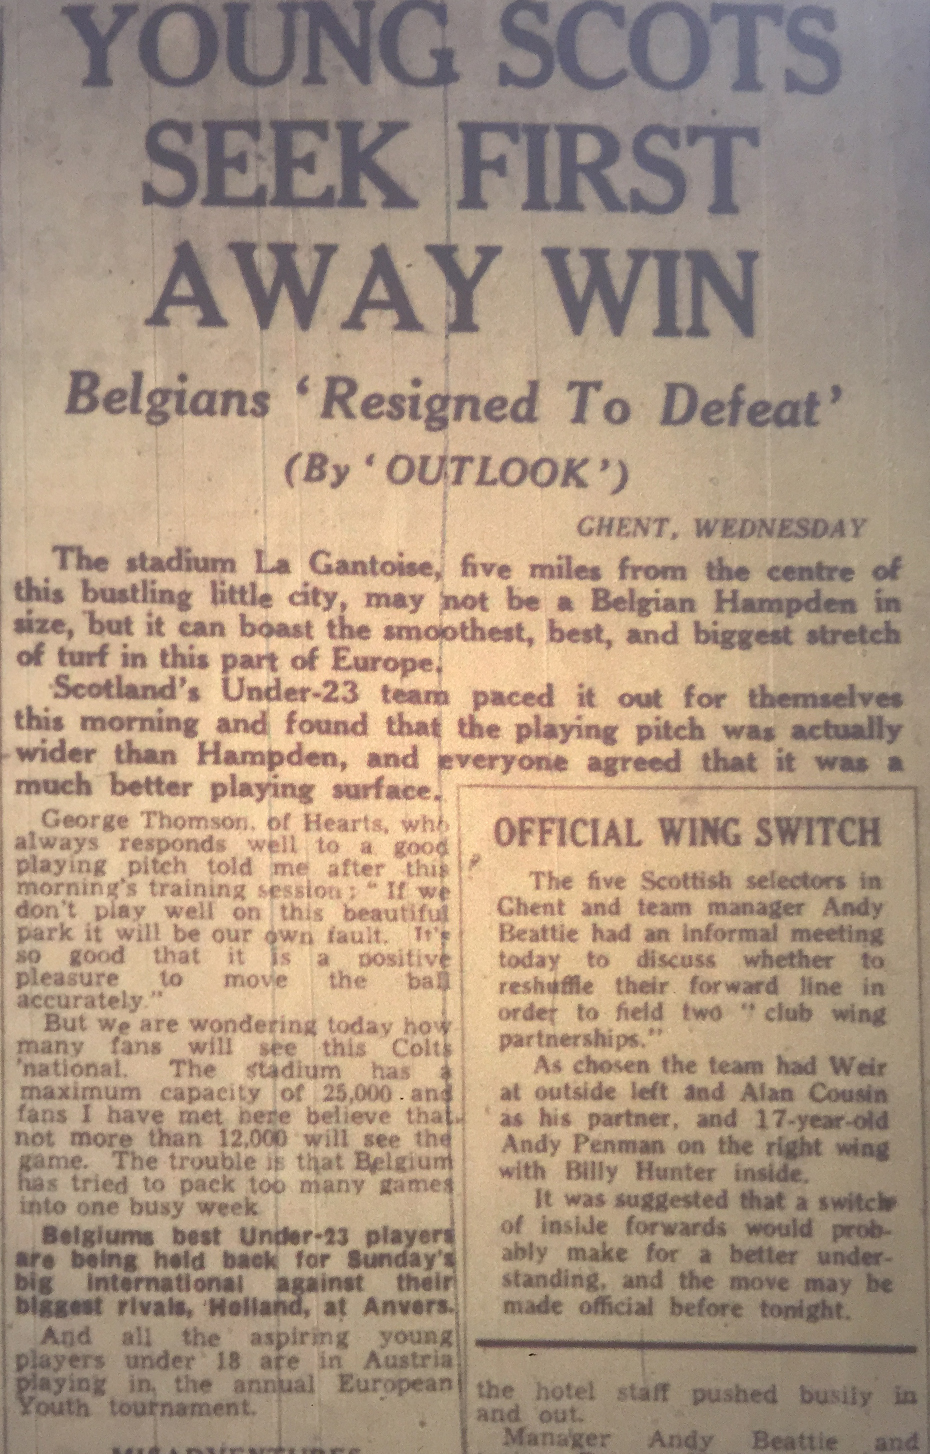 YOUNG SCOTS
SEEK FIRST
AWAY WIN
Belgians ‘Resigned To Defeat’
(By ‘OUTLOOK’)
GHENT, WEDNESDAY
The stadium La Gantoise, five miles from the centre of
this bustling little city, may not be a Belgian Hampden in
size, but it can boast the smoothest, best, and biggest stretch
of turf in this part of Europe.
Scotland's Under-23 team paced it out for themselves
this morning and found that the playing pitch was actually
wider than Hampden, and everyone agreed that it was a
much better playing surface.
George Thomson, of Hearts, who
always responds well to a good
playing pitch told me after this
morning's training session: “If we
don't play well on this beautiful
park it will be our own fault. It's
so good that it is a positive
pleasure to move the ball
accurately.”
But we are wondering today how
many fans will see this Colts
'national. The stadium has a
maximum capacity of 25,000 and
fans I have met here believe that
not more than 12,000 will see the
game. The trouble is that Belgium
has tried to pack too many games
into one busy week
Belgiums best Under-23 players
are being held back for Sunday's
big international against their
biggest rivals, Holland, at Anvers.
And all the aspiring young
players under 18 are in Austria
playing in the annual European
Youth tournament.
MISADVENTURES
OFFICIAL WING SWITCH
The five Scottish selectors in
Ghent and team manager Andy
Beattie had an informal meeting
today to discuss whether to
reshuffle their forward line in
order to field two “club wing
partnerships.”
As chosen the team had Weir
at outside left and Alan Cousin
as his partner, and 17-year-old
Andy Penman on the right wing
with Billy Hunter inside.
It was suggested that a switch
of inside forwards would prob-
ably make for a better under-
standing, and the move may be
made official before tonight.
the hotel staff pushed busily in
and out.
Manager Andy Beattie and